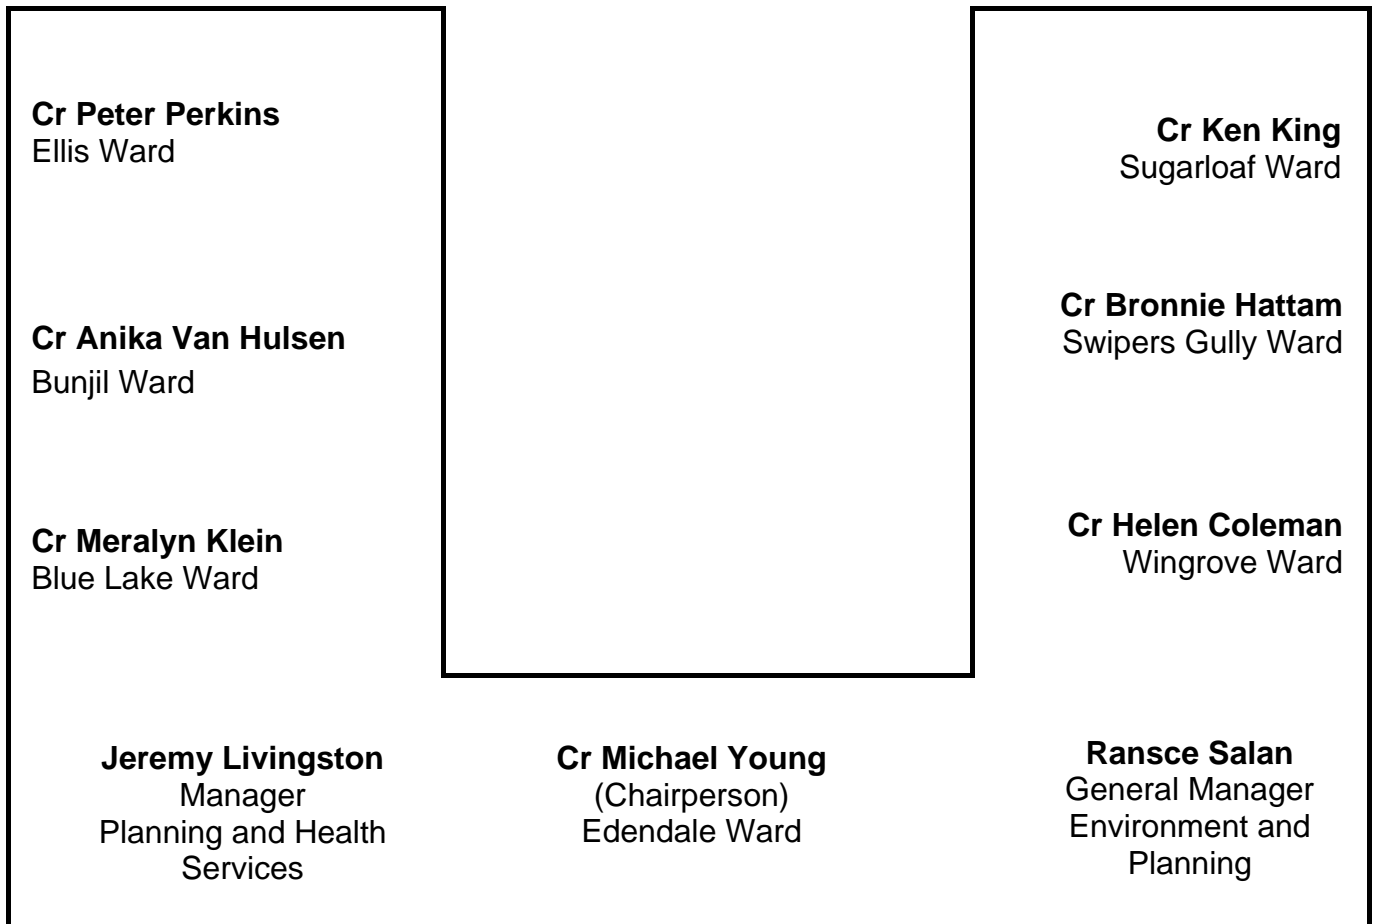 Cr Peter Perkins
Ellis Ward
Cr Anika Van Hulsen
Bunjil Ward
Cr Meralyn Klein
Blue Lake Ward
Cr Ken King
Sugarloaf Ward
Cr Bronnie Hattam
Swipers Gully Ward
Cr Helen Coleman
Wingrove Ward
Jeremy Livingston
Manager
Planning and Health
Services
Cr Michael Young
(Chairperson)
Edendale Ward
Ransce Salan
General Manager
Environment and
Planning